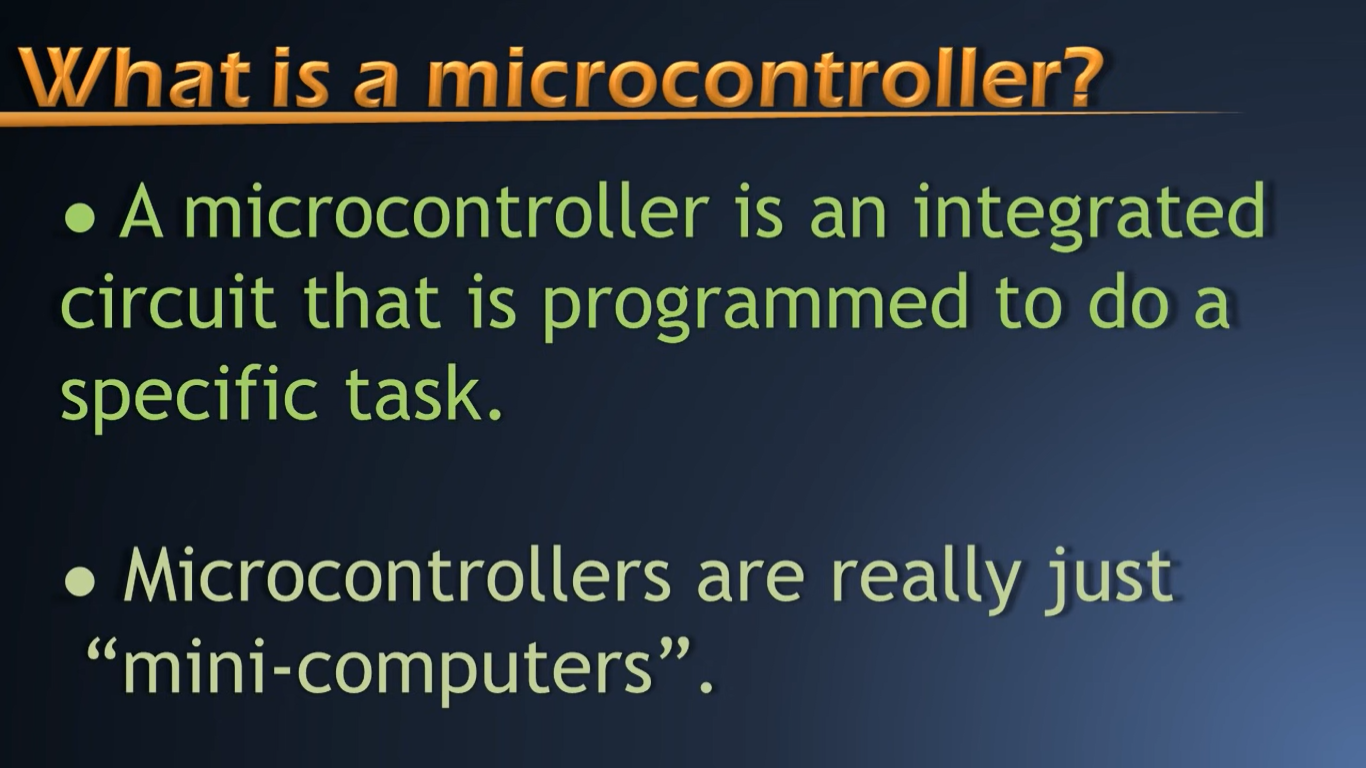 What is a microcontroller?
● A microcontroller is an integrated
circuit that is programmed to do a
specific task.
● Microcontrollers are really just
“mini-computers”.